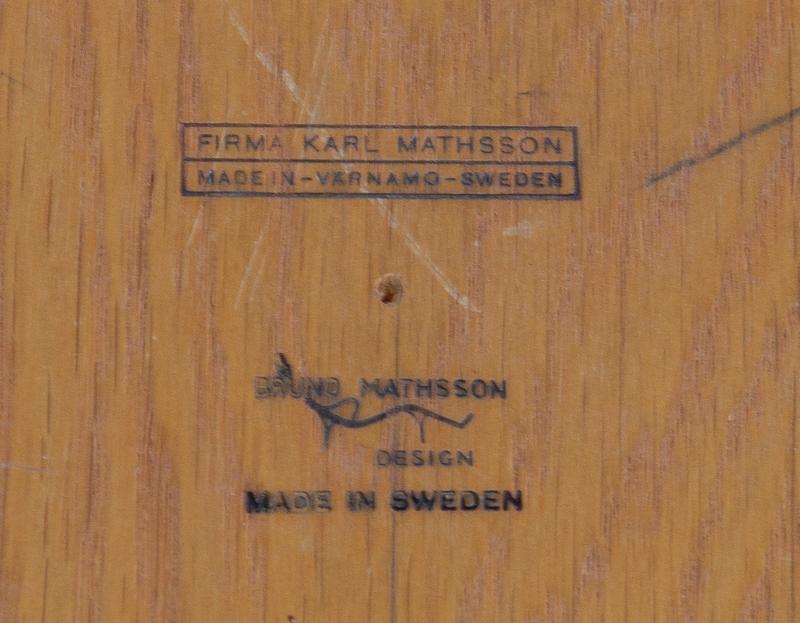 FIRMA KARL MATHSSON
MADE IN-VÄRNAMO-SWEDEN
BRUNO MATHSSON
DESIGN
MADE IN SWEDEN